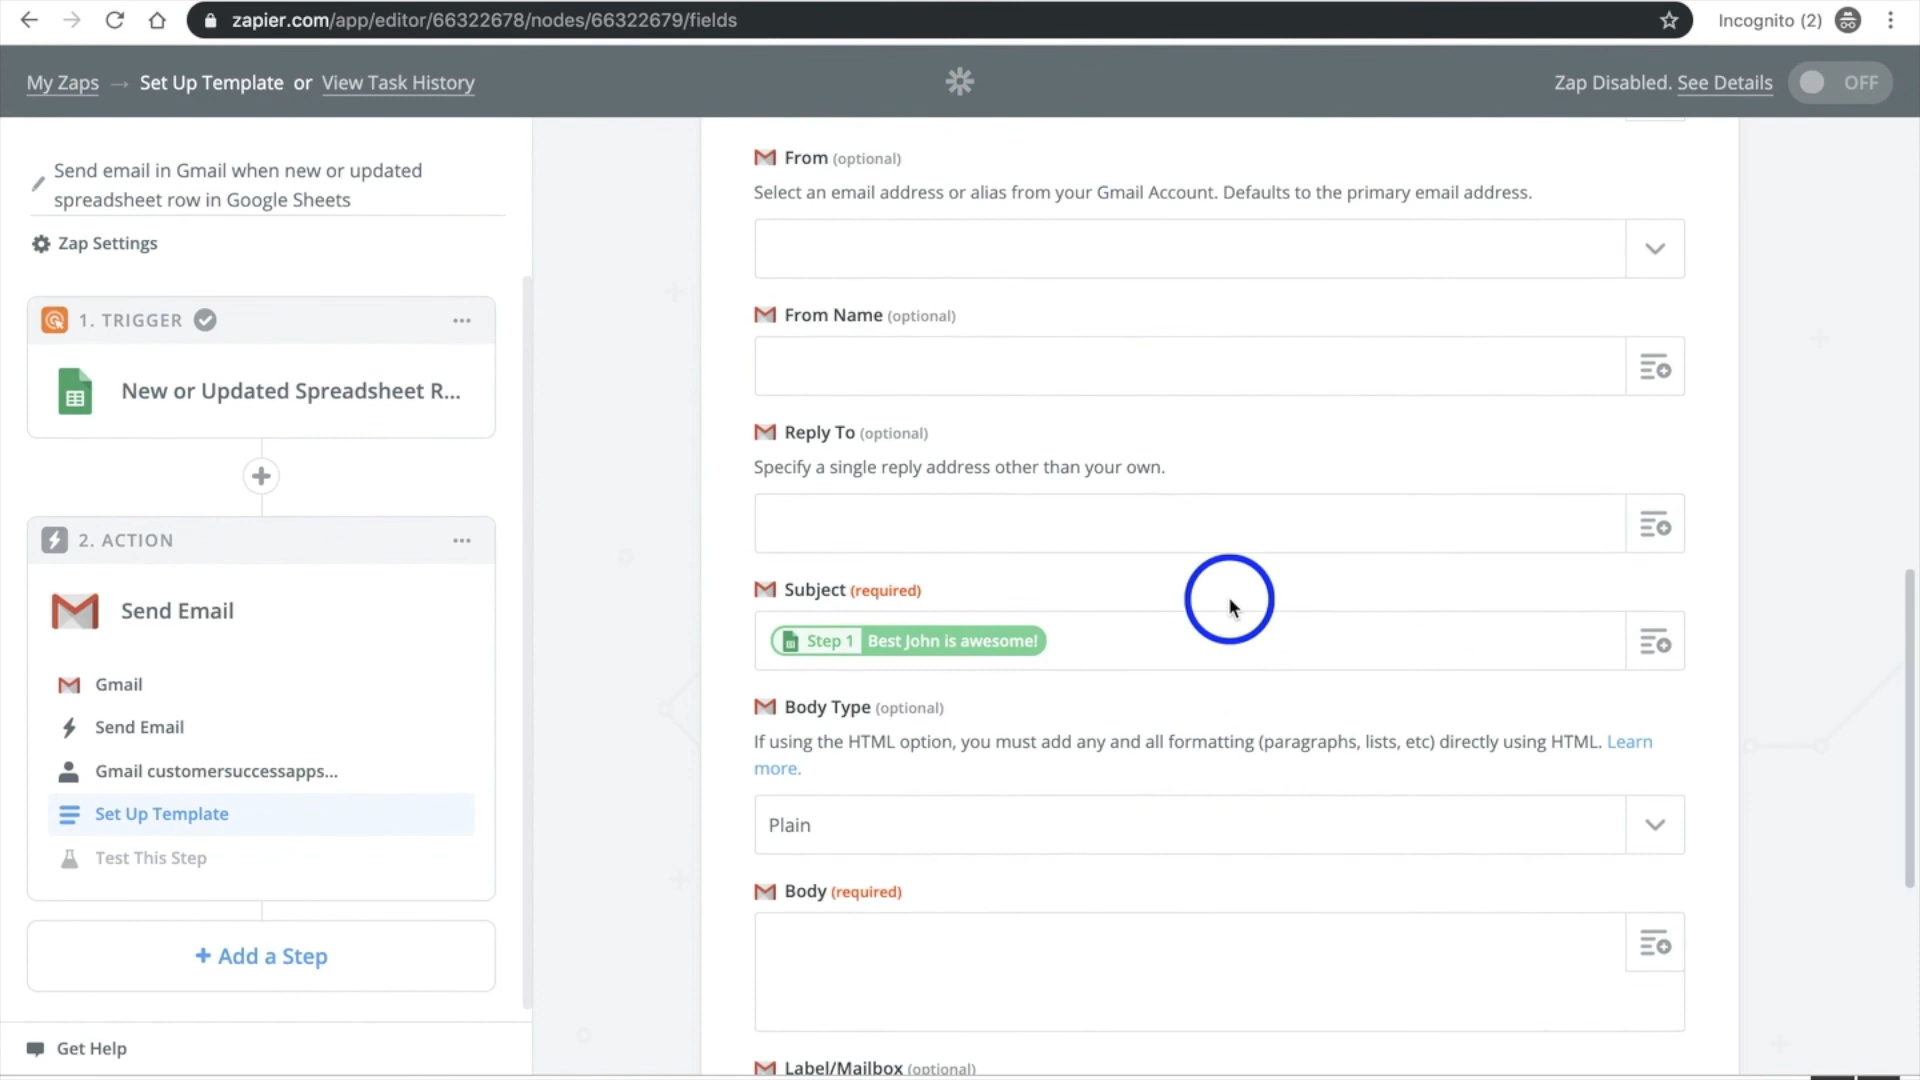 zapier.com/app/editor/66322678/nodes/66322679/fields
Incognito (2)
My Zaps → Set Up Template or View Task History
Zap Disabled. See Details
OFF
Send email in Gmail when new or updated
spreadsheet row in Google Sheets
Zap Settings
1. TRIGGER
New or Updated Spreadsheet R...
2. ACTION
Send Email
Gmail
Send Email
Gmail customersuccessapps...
Set Up Template
Test This Step
+ Add a Step
Get Help
From (optional)
Select an email address or alias from your Gmail Account. Defaults to the primary email address.
From Name (optional)
Reply To (optional)
Specify a single reply address other than your own.
Subject (required)
Step 1 Best John is awesome!
Body Type (optional)
If using the HTML option, you must add any and all formatting (paragraphs, lists, etc) directly using HTML. Learn
more.
Plain
Body (required)
Label/Mailbox (optional)